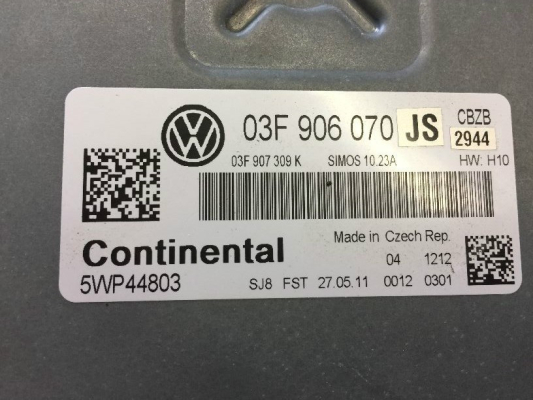 03F 906 070 JS CBZB
2944
03F 907 309 K SIMOS 10.23A HW: H10
Continental Made in Czech Rep.
04 1212
5WP44803 SJ8 FST 27.05.11 0012 0301